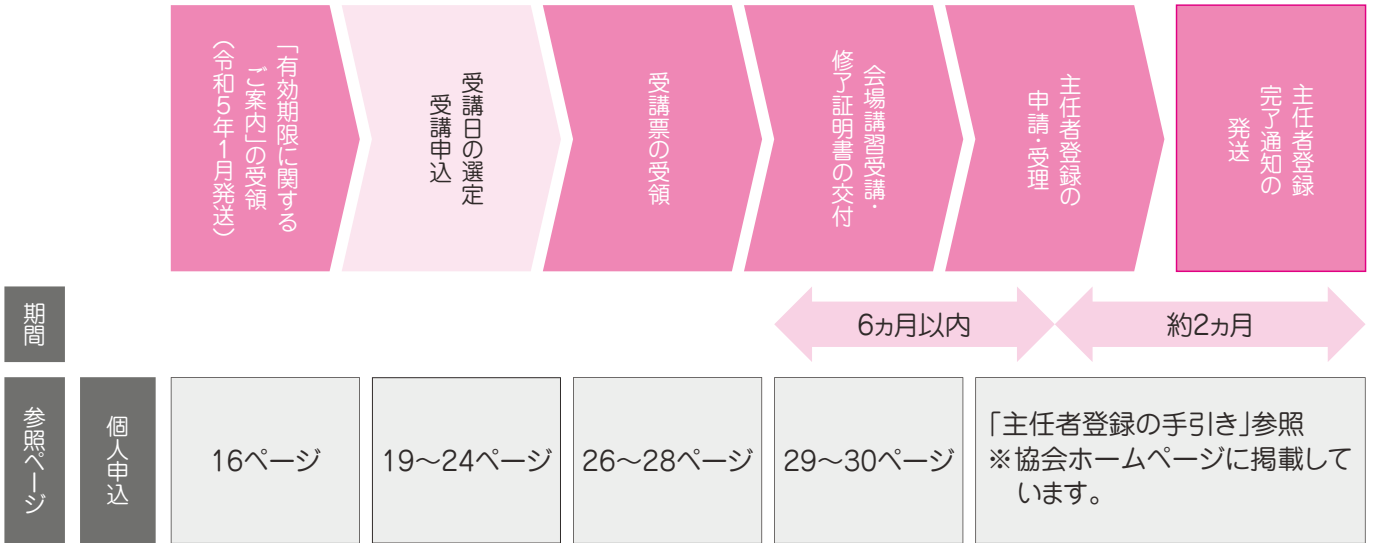 「有効期限に関する
ご案内」の受領
（令和5年1月発送）
受講日の選定
受講申込
受講票の受領
会場講習受講・
修了証明書の交付
主任者登録の
申請・受理
主任者登録
完了通知の
発送
期間
6ヵ月以内
約2ヵ月
参照ページ
個人申込
16ページ
19～24ページ
26～28ページ
29～30ページ
「主任者登録の手引き」参照
※協会ホームページに掲載して
います。